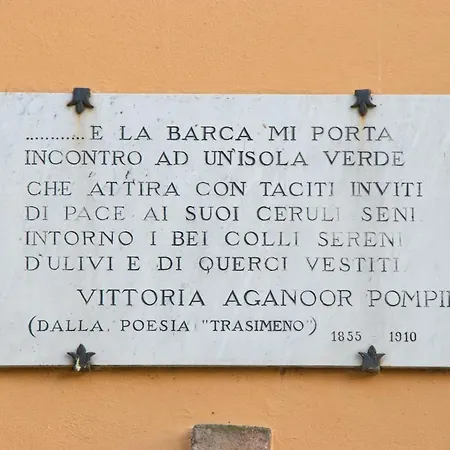 ............E LA BARCA MI PORTA
INCONTRO AD UN'ISOLA VERDE
CHE ATTIRA CON TACITI INVITI
DI PACE AI SUOI CERULI SENI.
INTORNO I BEI COLLI SERENI
D'ULIVI E DI QUERCI VESTITI.
VITTORIA AGANOOR POMPI
(DALLA POESIA "TRASIMENO") 1855 - 1910